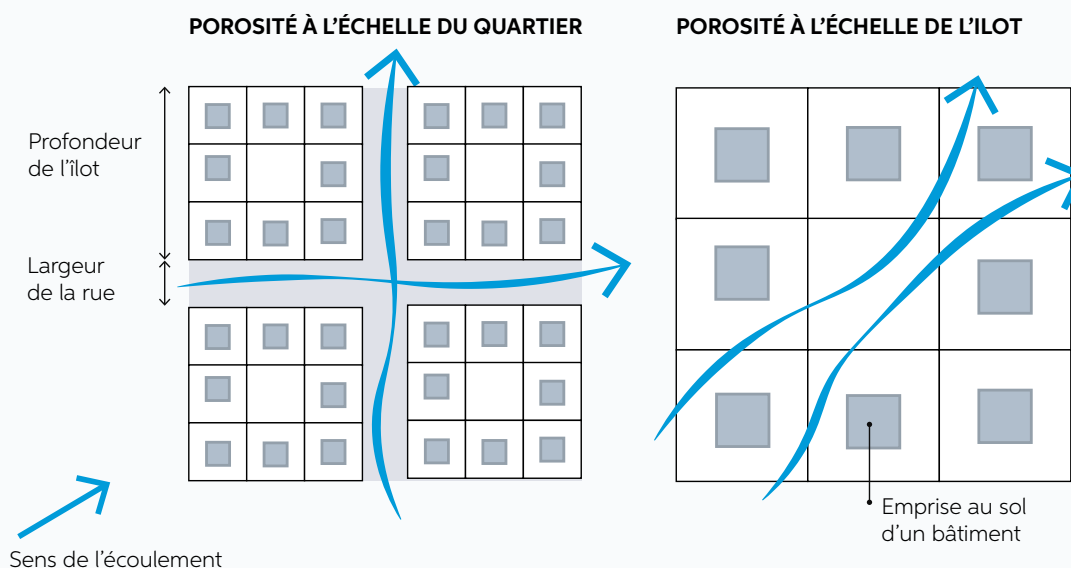 POROSITÉ À L’ÉCHELLE DU QUARTIER
POROSITÉ À L’ÉCHELLE DE L’ILOT
Profondeur
de l’îlot
Largeur
de la rue
Emprise au sol
d’un bâtiment
Sens de l’écoulement